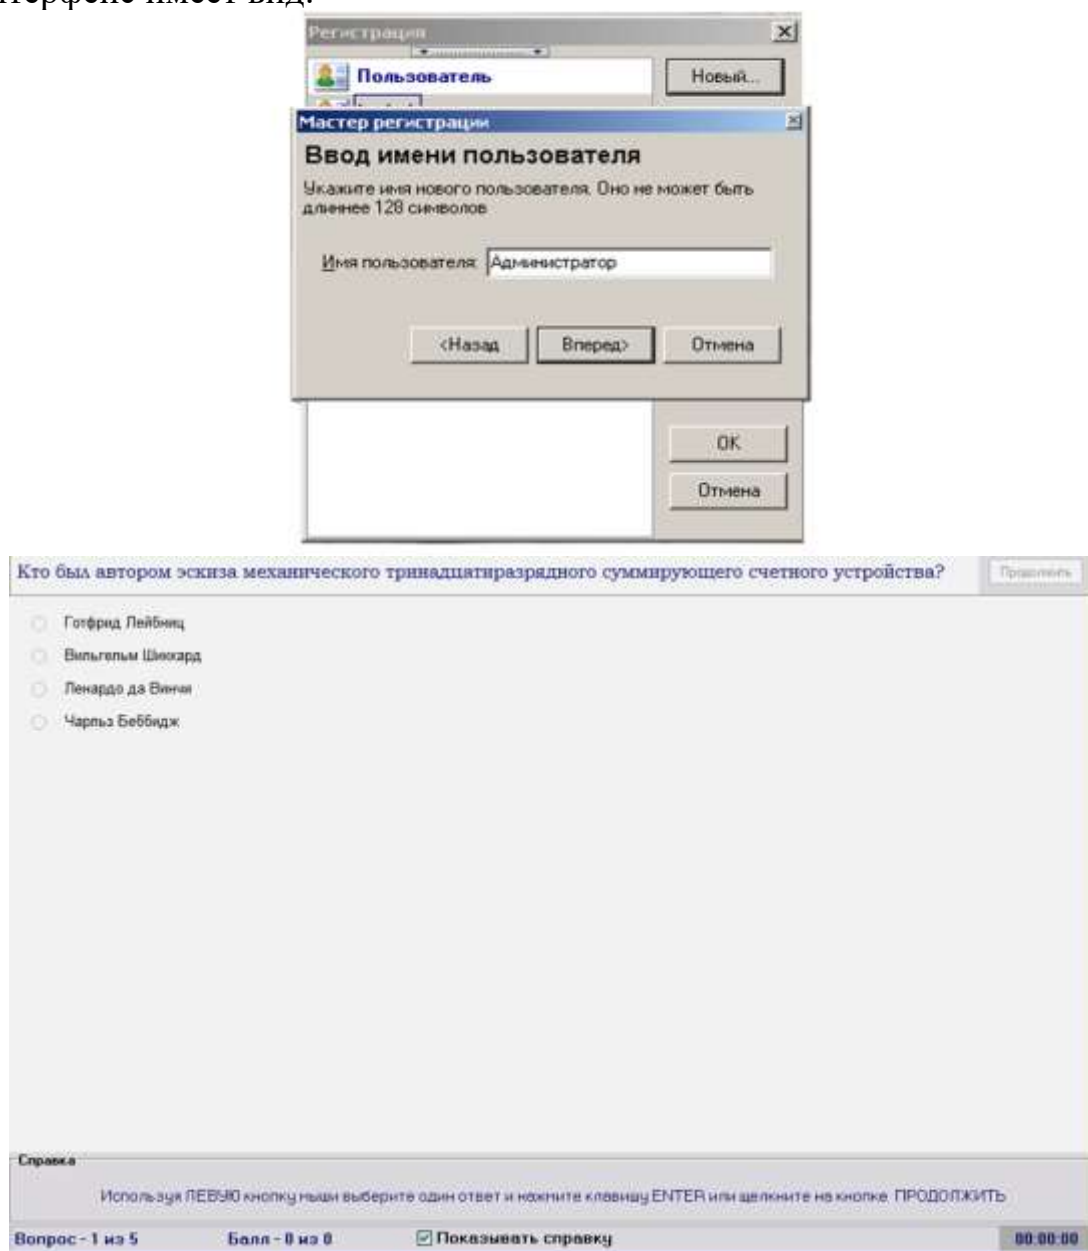 имеет вид:
Регистрация
Пользователь
Новый...
Мастер регистрации
Ввод имени пользователя
Укажите имя нового пользователя. Оно не может быть
длиннее 128 символов
Имя пользователя: Администратор
<Назад Вперед> Отмена
OK
Отмена
Кто был автором эскиза механического тринадцатиразрядного суммирующего счетного устройства? Продолжить
Готфрид Лейбниц
Вильгельм Шиккард
Ленардо да Винчи
Чарльз Беббидж
Справка
Используя ЛЕВУЮ кнопку мыши выберите один ответ и нажмите клавишу ENTER или щелкните на кнопке ПРОДОЛЖИТЬ
Вопрос - 1 из 5 Балл - 0 из 0 Показывать справку 00:00:00